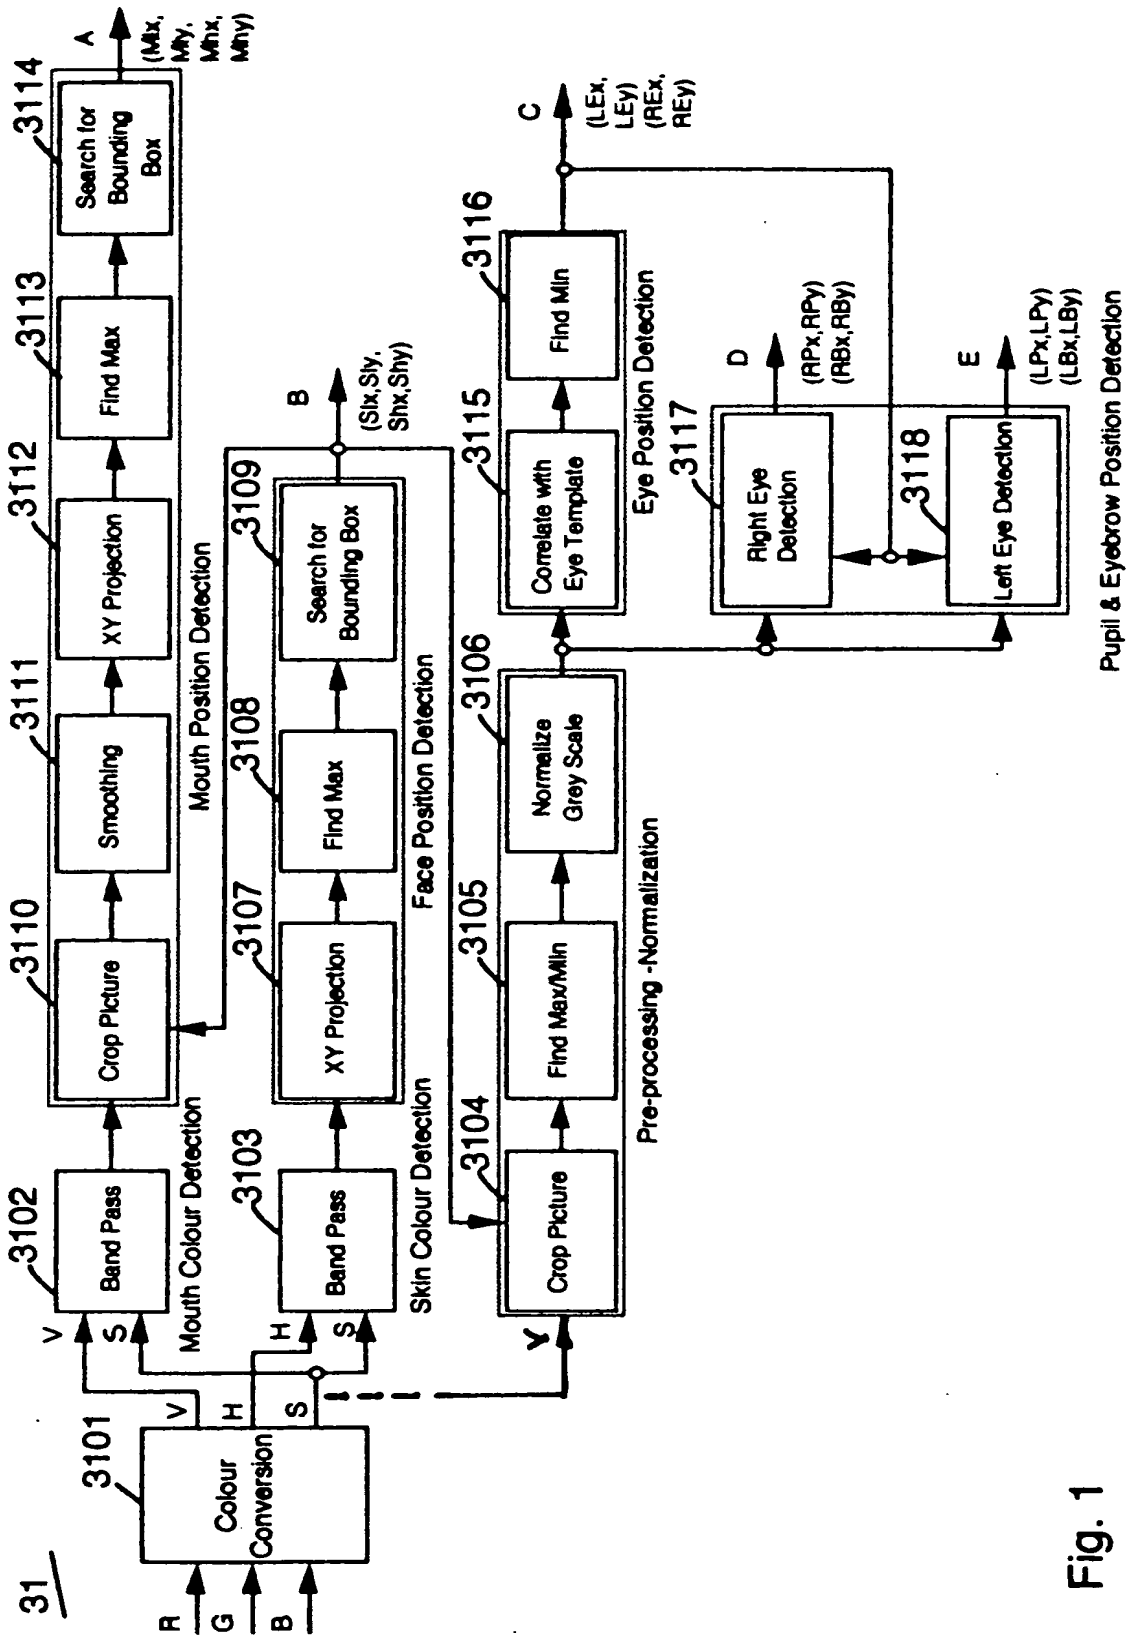 31
R
G
B
3101
Colour
Conversion
V
H
S
V
S
3102
Band Pass
Mouth Colour Detection
3110
Crop Picture
3111
Smoothing
3112
XY Projection
3113
Find Max
3114
Search for
Bounding
Box
Mouth Position Detection
A
(Mlx,
Mly,
Mhx,
Mhy)
H
S
3103
Band Pass
Skin Colour Detection
3107
XY Projection
3108
Find Max
3109
Search for
Bounding Box
Face Position Detection
B
(Slx,Sly,
Shx,Shy)
Y
3104
Crop Picture
3105
Find Max/Min
3106
Normalize
Grey Scale
Pre-processing -Normalization
3115
Correlate with
Eye Template
3116
Find Min
Eye Position Detection
C
(LEx,
LEy)
(REx,
REy)
3117
Right Eye
Detection
D
(RPx,RPy)
(RBx,RBy)
3118
Left Eye Detection
E
(LPx,LPy)
(LBx,LBy)
Pupil & Eyebrow Position Detection
Fig. 1